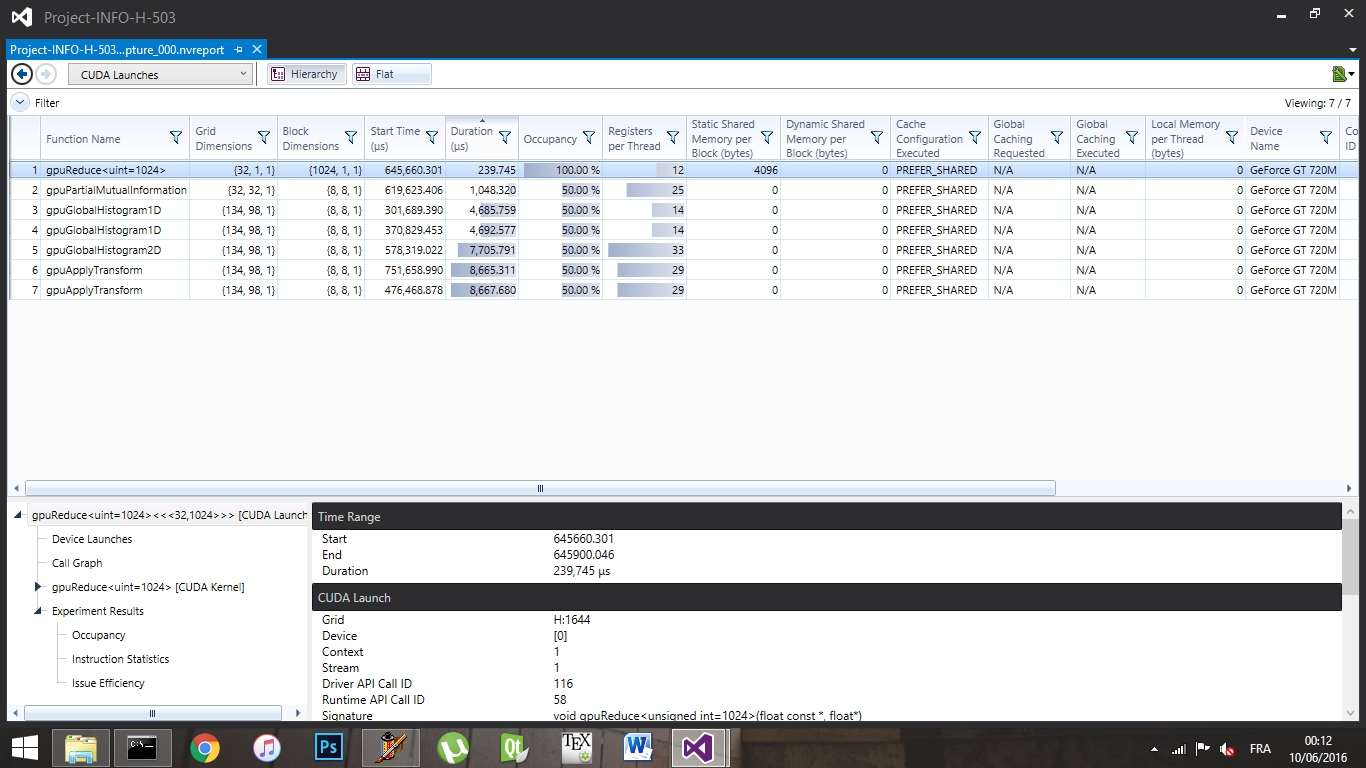 Project-INFO-H-503
Project-INFO-H-503...pture_000.nvreport
CUDA Launches Hierarchy Flat
Filter Viewing: 7 / 7
Function Name Grid Dimensions Block Dimensions Start Time (µs) Duration (µs) Occupancy Registers per Thread Static Shared Memory per Block (bytes) Dynamic Shared Memory per Block (bytes) Cache Configuration Executed Global Caching Requested Global Caching Executed Local Memory per Thread (bytes) Device Name Co ID
1 gpuReduce<uint=1024> {32, 1, 1} {1024, 1, 1} 645,660.301 239.745 100.00 % 12 4096 0 PREFER_SHARED N/A N/A 0 GeForce GT 720M
2 gpuPartialMutualInformation {32, 32, 1} {8, 8, 1} 619,623.406 1,048.320 50.00 % 25 0 0 PREFER_SHARED N/A N/A 0 GeForce GT 720M
3 gpuGlobalHistogram1D {134, 98, 1} {8, 8, 1} 301,689.390 4,685.759 50.00 % 14 0 0 PREFER_SHARED N/A N/A 0 GeForce GT 720M
4 gpuGlobalHistogram1D {134, 98, 1} {8, 8, 1} 370,829.453 4,692.577 50.00 % 14 0 0 PREFER_SHARED N/A N/A 0 GeForce GT 720M
5 gpuGlobalHistogram2D {134, 98, 1} {8, 8, 1} 578,319.022 7,705.791 50.00 % 33 0 0 PREFER_SHARED N/A N/A 0 GeForce GT 720M
6 gpuApplyTransform {134, 98, 1} {8, 8, 1} 751,658.990 8,665.311 50.00 % 29 0 0 PREFER_SHARED N/A N/A 0 GeForce GT 720M
7 gpuApplyTransform {134, 98, 1} {8, 8, 1} 476,468.878 8,667.680 50.00 % 29 0 0 PREFER_SHARED N/A N/A 0 GeForce GT 720M
gpuReduce<uint=1024><<<32,1024>>> [CUDA Launch
Device Launches
Call Graph
gpuReduce<uint=1024> [CUDA Kernel]
Experiment Results
Occupancy
Instruction Statistics
Issue Efficiency
Time Range
Start 645660.301
End 645900.046
Duration 239,745 µs
CUDA Launch
Grid H:1644
Device [0]
Context 1
Stream 1
Driver API Call ID 116
Runtime API Call ID 58
Signature void gpuReduce<unsigned int=1024>(float const *, float*)
C:\_
Ps
Qt
TEX
W
FRA
00:12
10/06/2016